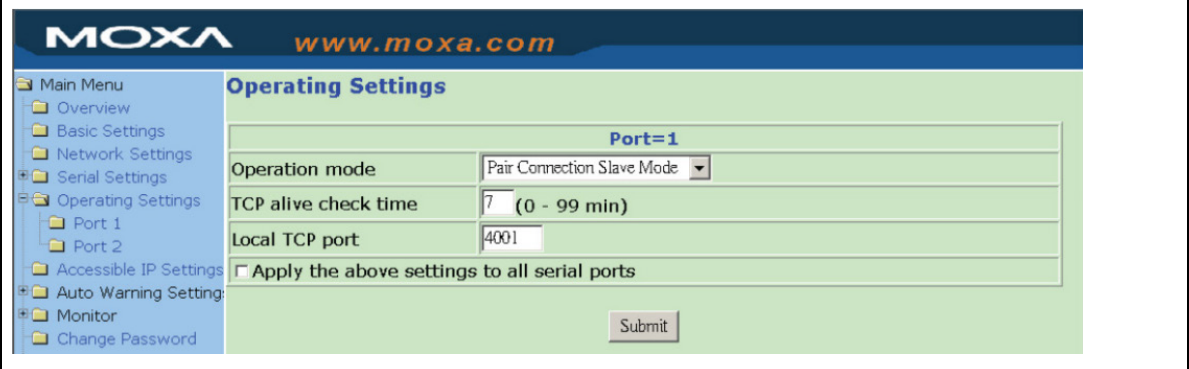 MOXA www.moxa.com
Main Menu
Overview
Basic Settings
Network Settings
Serial Settings
Operating Settings
Port 1
Port 2
Accessible IP Settings
Auto Warning Setting
Monitor
Change Password
Operating Settings
Port=1
Operation mode Pair Connection Slave Mode
TCP alive check time 7 (0 - 99 min)
Local TCP port 4001
Apply the above settings to all serial ports
Submit